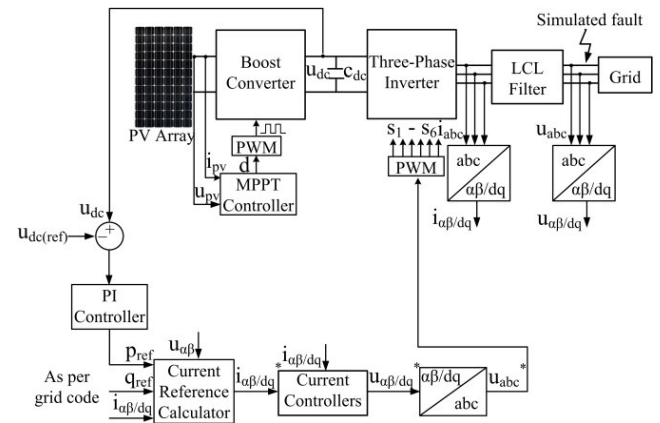 Simulated fault
PV Array
Boost
Converter
u_dc
c_dc
Three-Phase
Inverter
LCL
Filter
Grid
PWM
d
i_pv
u_pv
MPPT
Controller
s_1 - s_6
i_abc
PWM
u_abc
abc
αβ/dq
i_αβ/dq
abc
αβ/dq
u_αβ/dq
u_dc
u_dc(ref)
− +
PI
Controller
p_ref
As per
grid code
q_ref
i_αβ/dq
u_αβ
Current
Reference
Calculator
i_αβ/dq*
i_αβ/dq
Current
Controllers
u_αβ/dq*
αβ/dq
abc
u_abc*